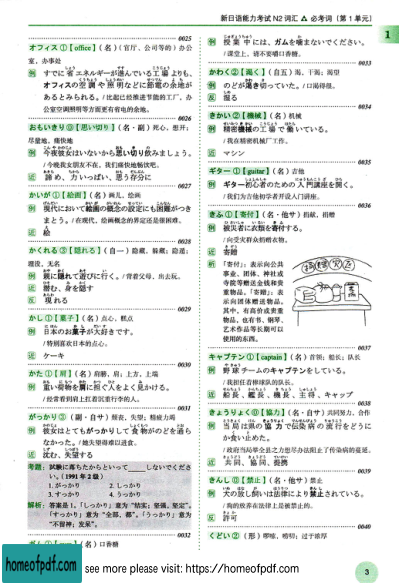 新日语能力考试 N2 词汇 ▲ 必考词（第 1 单元）
1
0025
オフィス①【office】（名）（官厅、公司等的）办公
室，办事处
例 すでに省エネルギーが進んでいる工場よりも、
オフィスの空調や照明などに節電の余地が
あるとみられる。/比起已经推进节能的工厂，办
公室空调照明等方面更有省电的余地。
0026
おもいきり⓪【思い切り】（名・副）死心，想开；
尽量地，痛快地
例 今夜彼女はいないから思い切り飲みましょう。
/今晚我女朋友不在，我们痛快地畅饮吧。
近 諦め、力いっぱい、思う存分に
0027
かいが①【絵画】（名）画儿，绘画
例 現代において絵画の概念の設定にも困難がつき
まとう。/在现代，绘画概念的界定还是很困难。
近 絵
0028
かくれる③【隠れる】（自一）隐藏，躲藏；隐遁；
埋没，无名
例 親に隠れて遊びに行く。/背着父母，出去玩。
近 潜む、身を隠す
反 現れる
0029
かし①【菓子】（名）点心，糕点
例 日本のお菓子が大好きです。
/特别喜欢日本的点心。
近 ケーキ
0030
かた①【肩】（名）肩膀，肩；上方，上端
例 重い荷物を肩に担ぐ人をよく見かける。
/经常看到肩上扛着沉重行李的人。
0031
がっかり③（副・自サ）颓丧，失望；精疲力竭
例 彼女はとてもがっかりして食物がのどを通ら
なかった。/她失望得难以进食。
近 沈む、失望する
考题：試験に落ちたからといって____しないでくださ
い。（1991 年 2 级）
1.がっかり 2.しっかり
3.すっかり 4.うっかり
解析：答案是 1。「しっかり」意为“结实；坚强、坚定”。
「すっかり」意为“全部、都”。「うっかり」意为
“不留神；发呆”。
0032
ガム①【gum】（名）口香糖
例 授業中には、ガムを噛まないでください。
/课堂上，请不要嚼口香糖。
0033
かわく②【渇く】（自五）渴，干渴；渴望
例 のどが渇き切っていた。/口渴得很。
反 湿る
0034
きかい②【機械】（名）机械
例 精密機械の工場で働いている。
/我在精密机械厂工作。
近 マシン
0035
ギター①【guitar】（名）吉他
例 ギター初心者のための入門講座を開く。
/我们为吉他初学者开设入门讲座。
0036
きふ①【寄付】（名・他サ）捐献，捐赠
例 被災者に衣類を寄付する。
/向受灾群众捐赠衣物。
近 寄贈
析 「寄付」：表示向公共
事业、团体、神社或
寺院等赠送金钱和贵
重物品。「寄贈」：表
示向团体赠送物品，
其中，有高价或贵重
物品，也有书、钢琴、
艺术作品等长期可以
使用的东西。
0037
キャプテン①【captain】（名）首领；船长；队长
例 野球チームのキャプテンをしている。
/我担任着棒球队的队长。
近 船長、艦長、機長、主将、キャップ
0038
きょうりょく⓪【協力】（名・自サ）共同努力，合作
例 当局は県の協力で伝染病の流行をどうに
か食い止めた。
/政府当局举全县之力想尽办法阻止了传染病的蔓延。
近 共同、協同、提携
0039
きんし⓪【禁止】（名・他サ）禁止
例 犬の放し飼いは法律により禁止されている。
/狗的放养在法律上是被禁止的。
反 許可
0040
くどい②（形）啰嗦，唠叨；过于浓厚
3
homeofpdf.com
see more please visit: https://homeofpdf.com